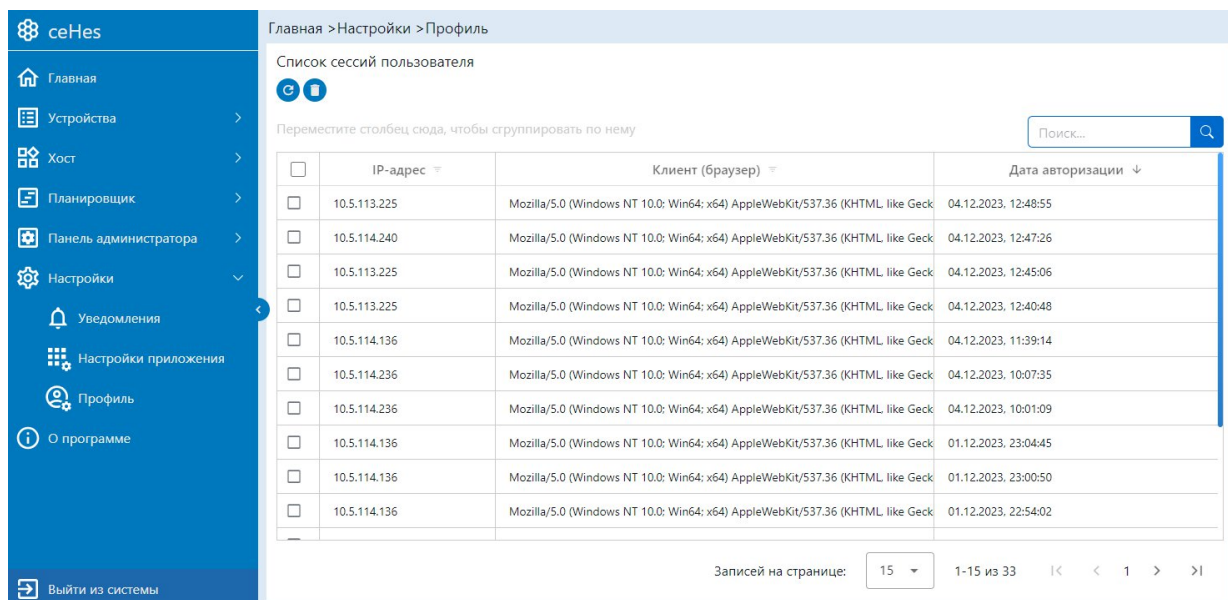 ceHes
Главная >Настройки >Профиль
Главная
Устройства
Хост
Планировщик
Панель администратора
Настройки
Уведомления
Настройки приложения
Профиль
О программе
Выйти из системы
Список сессий пользователя
Переместите столбец сюда, чтобы сгруппировать по нему
Поиск...
IP-адрес Клиент (браузер) Дата авторизации
10.5.113.225 Mozilla/5.0 (Windows NT 10.0; Win64; x64) AppleWebKit/537.36 (KHTML, like Geck 04.12.2023, 12:48:55
10.5.114.240 Mozilla/5.0 (Windows NT 10.0; Win64; x64) AppleWebKit/537.36 (KHTML, like Geck 04.12.2023, 12:47:26
10.5.113.225 Mozilla/5.0 (Windows NT 10.0; Win64; x64) AppleWebKit/537.36 (KHTML, like Geck 04.12.2023, 12:45:06
10.5.113.225 Mozilla/5.0 (Windows NT 10.0; Win64; x64) AppleWebKit/537.36 (KHTML, like Geck 04.12.2023, 12:40:48
10.5.114.136 Mozilla/5.0 (Windows NT 10.0; Win64; x64) AppleWebKit/537.36 (KHTML, like Geck 04.12.2023, 11:39:14
10.5.114.236 Mozilla/5.0 (Windows NT 10.0; Win64; x64) AppleWebKit/537.36 (KHTML, like Geck 04.12.2023, 10:07:35
10.5.114.236 Mozilla/5.0 (Windows NT 10.0; Win64; x64) AppleWebKit/537.36 (KHTML, like Geck 04.12.2023, 10:01:09
10.5.114.136 Mozilla/5.0 (Windows NT 10.0; Win64; x64) AppleWebKit/537.36 (KHTML, like Geck 01.12.2023, 23:04:45
10.5.114.136 Mozilla/5.0 (Windows NT 10.0; Win64; x64) AppleWebKit/537.36 (KHTML, like Geck 01.12.2023, 23:00:50
10.5.114.136 Mozilla/5.0 (Windows NT 10.0; Win64; x64) AppleWebKit/537.36 (KHTML, like Geck 01.12.2023, 22:54:02
Записей на странице: 15 1-15 из 33 1